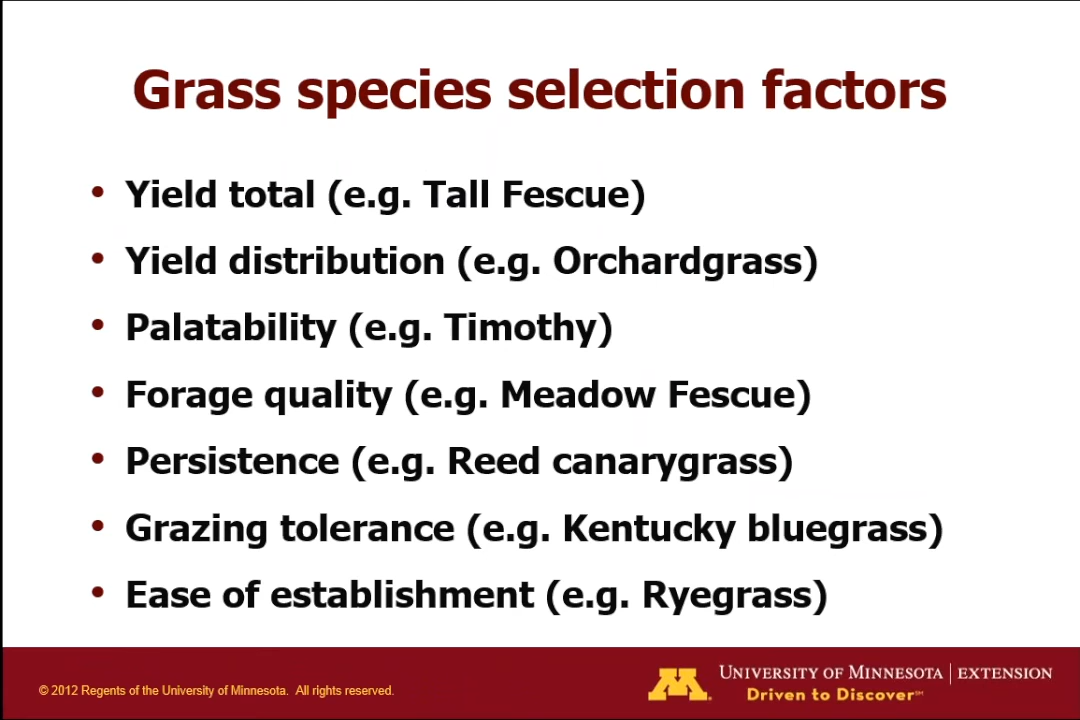 Grass species selection factors
• Yield total (e.g. Tall Fescue)
• Yield distribution (e.g. Orchardgrass)
• Palatability (e.g. Timothy)
• Forage quality (e.g. Meadow Fescue)
• Persistence (e.g. Reed canarygrass)
• Grazing tolerance (e.g. Kentucky bluegrass)
• Ease of establishment (e.g. Ryegrass)
© 2012 Regents of the University of Minnesota. All rights reserved.
M
UNIVERSITY OF MINNESOTA | EXTENSION
Driven to Discover℠